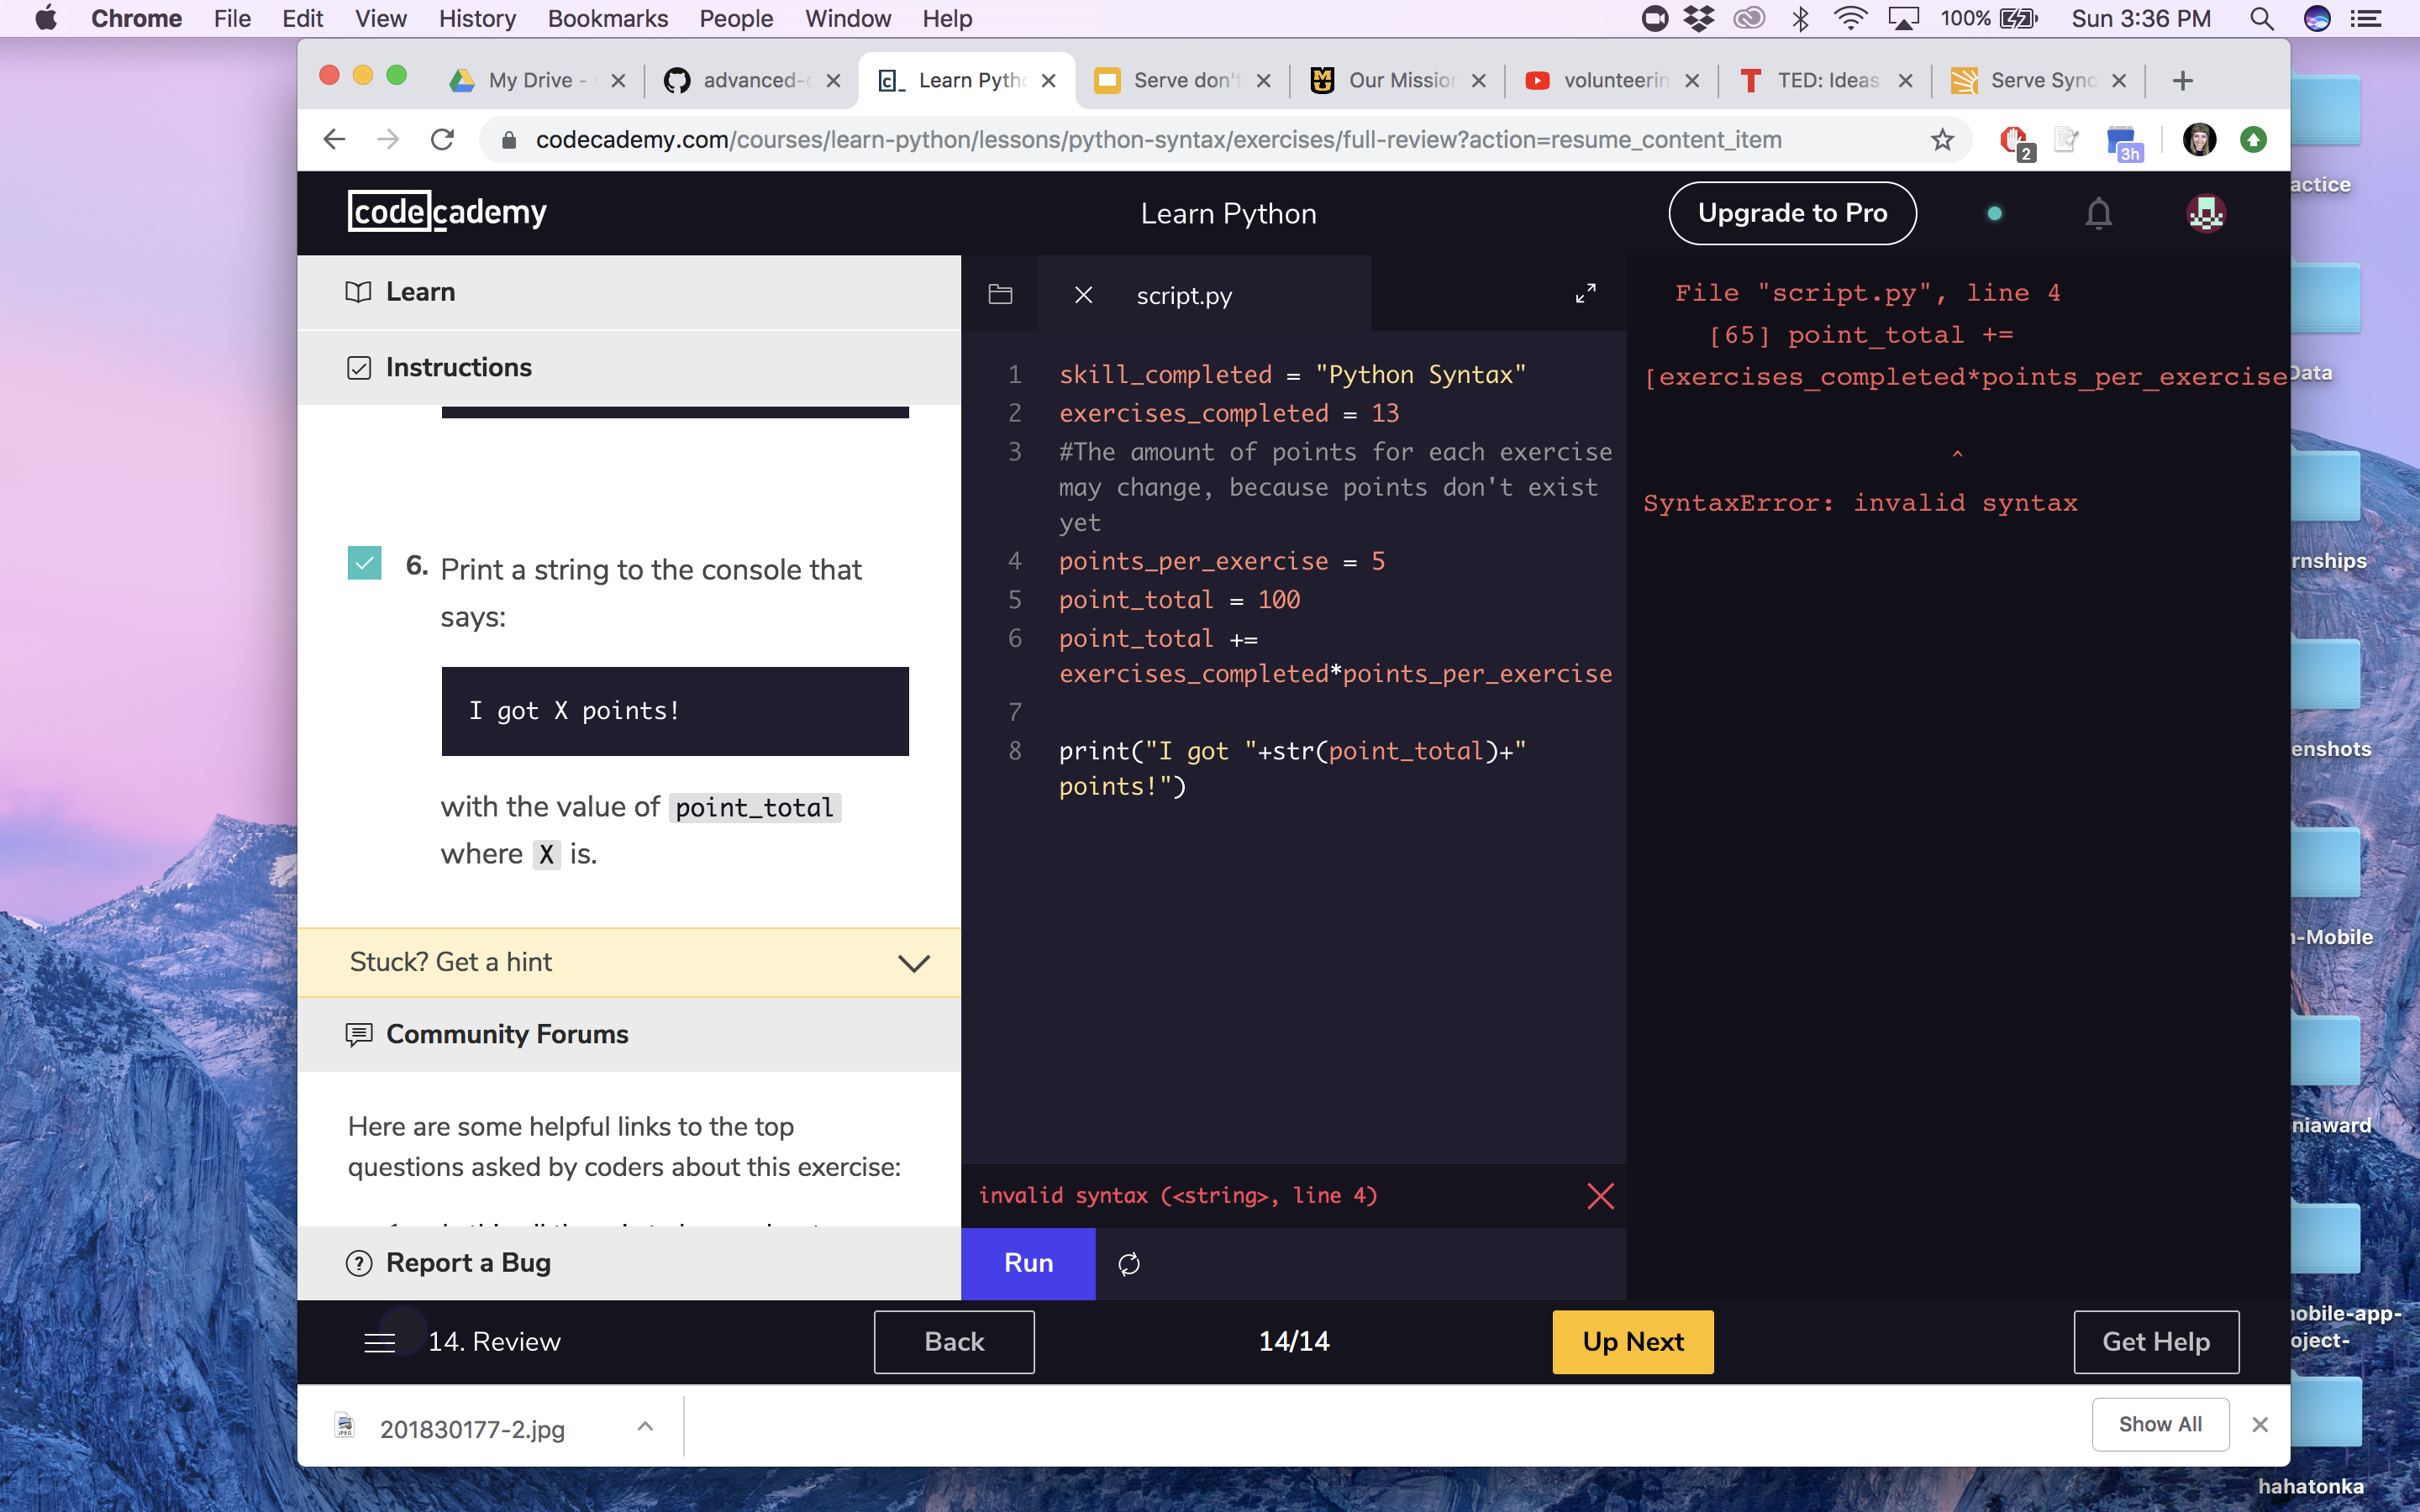 Chrome File Edit View History Bookmarks People Window Help 100% Sun 3:36 PM
My Drive - advanced- Learn Pytho Serve don't Our Mission volunteerin TED: Ideas Serve Sync
codecademy.com/courses/learn-python/lessons/python-syntax/exercises/full-review?action=resume_content_item 2 3h
codecademy Learn Python Upgrade to Pro
Learn
Instructions
6. Print a string to the console that
says:
I got X points!
with the value of point_total
where X is.
Stuck? Get a hint
Community Forums
Here are some helpful links to the top
questions asked by coders about this exercise:
Report a Bug
script.py
1 skill_completed = "Python Syntax"
2 exercises_completed = 13
3 #The amount of points for each exercise
may change, because points don't exist
yet
4 points_per_exercise = 5
5 point_total = 100
6 point_total +=
exercises_completed*points_per_exercise
7
8 print("I got "+str(point_total)+"
points!")
invalid syntax (<string>, line 4)
Run
File "script.py", line 4
[65] point_total +=
[exercises_completed*points_per_exercise
^
SyntaxError: invalid syntax
14. Review Back 14/14 Up Next Get Help
JPEG
201830177-2.jpg Show All
actice
Data
rnships
enshots
n-Mobile
niaward
nobile-app-
oject-
hahatonka